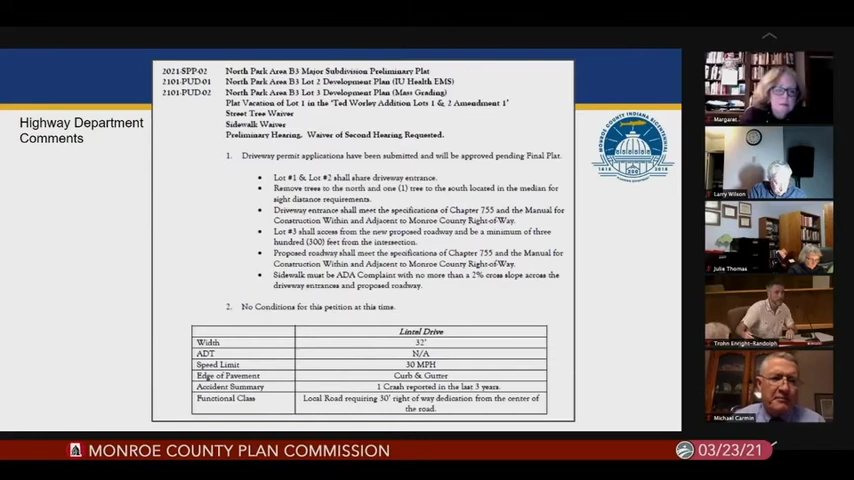 Highway Department
Comments
2021-SPP-02 North Park Area B3 Major Subdivision Preliminary Plat
2101-PUD-01 North Park Area B3 Lot 2 Development Plan (IU Health EMS)
2101-PUD-02 North Park Area B3 Lot 3 Development Plan (Mass Grading)
Plat Vacation of Lot 1 in the 'Ted Worley Addition Lots 1 & 2 Amendment 1'
Street Tree Waiver
Sidewalk Waiver
Preliminary Hearing. Waiver of Second Hearing Requested.
1. Driveway permit applications have been submitted and will be approved pending Final Plat.
• Lot #1 & Lot #2 shall share driveway entrance.
• Remove trees to the north and one (1) tree to the south located in the median for
sight distance requirements.
• Driveway entrance shall meet the specifications of Chapter 755 and the Manual for
Construction Within and Adjacent to Monroe County Right-of-Way.
• Lot #3 shall access from the new proposed roadway and be a minimum of three
hundred (300) feet from the intersection.
• Proposed roadway shall meet the specifications of Chapter 755 and the Manual for
Construction Within and Adjacent to Monroe County Right-of-Way.
• Sidewalk must be ADA Complaint with no more than a 2% cross slope across the
driveway entrances and proposed roadway.
2. No Conditions for this petition at this time.
Lintel Drive
Width 32'
ADT N/A
Speed Limit 30 MPH
Edge of Pavement Curb & Gutter
Accident Summary 1 Crash reported in the last 3 years.
Functional Class Local Road requiring 30' right of way dedication from the center of
the road.
MONROE COUNTY INDIANA BICENTENNIAL
1818 200 2018
Margaret
Larry Wilson
Julie Thomas
Trohn Enright-Randolph
Michael Carmin
MONROE COUNTY PLAN COMMISSION
03/23/21